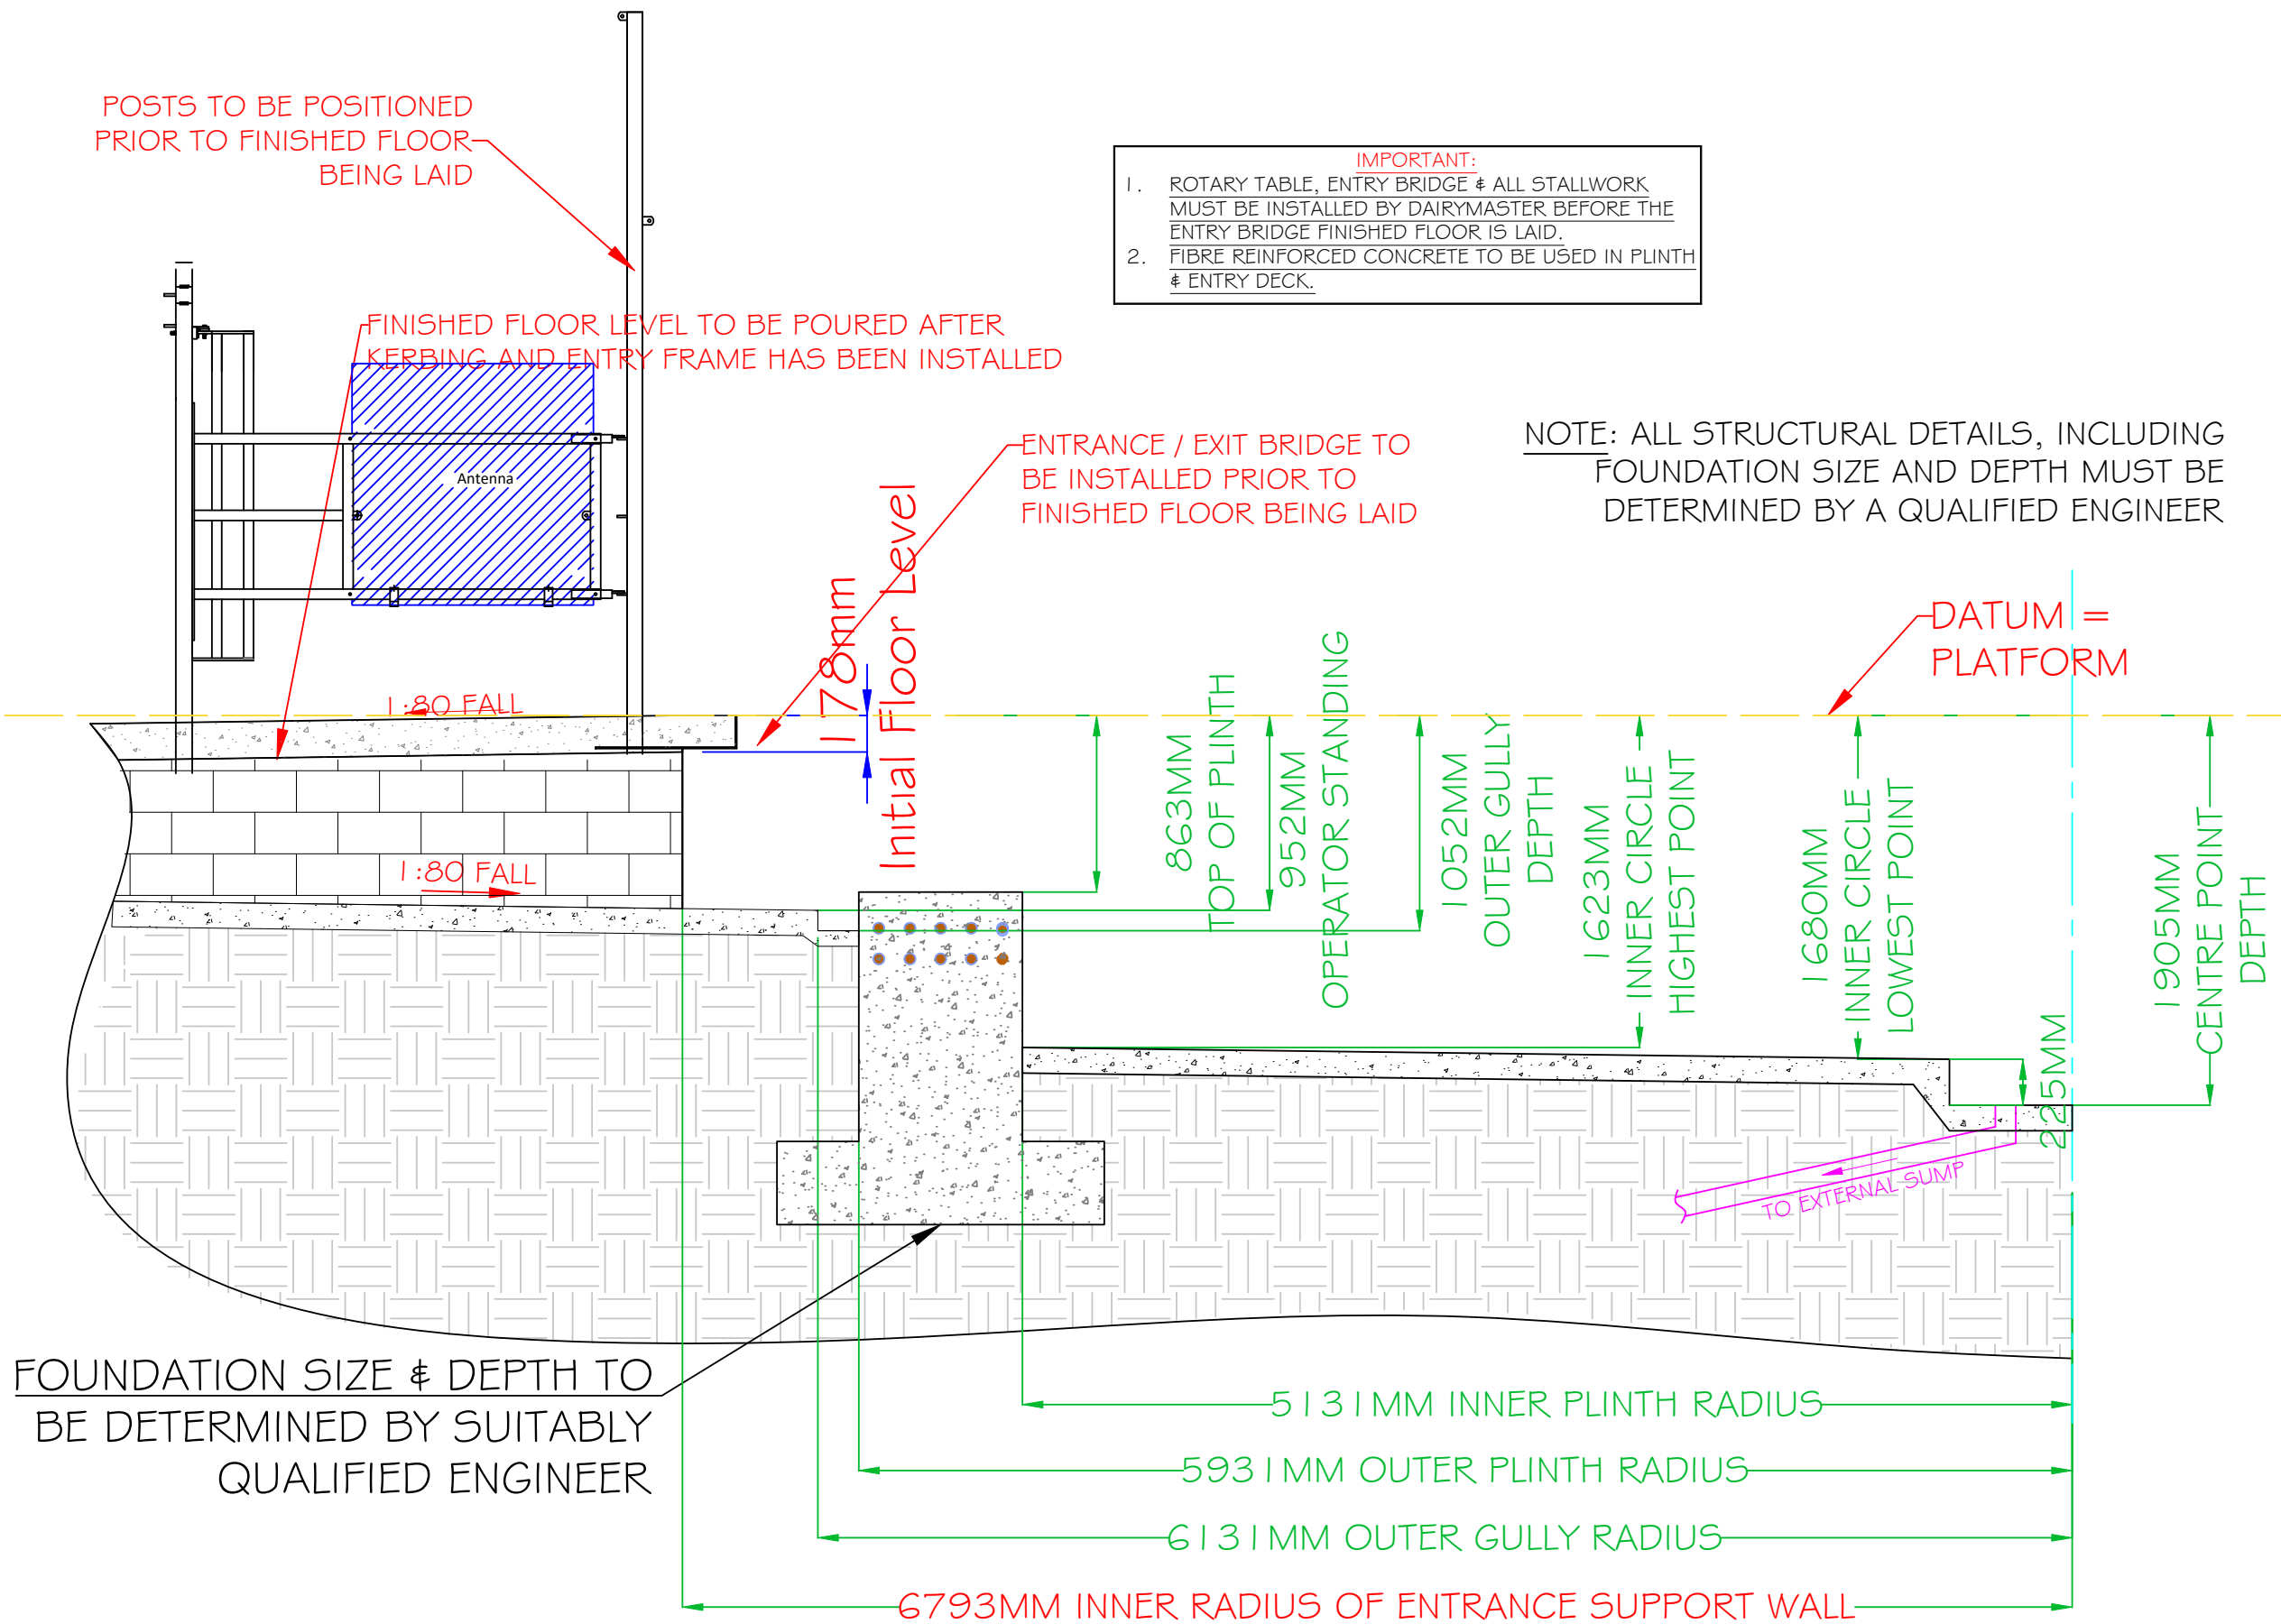 POSTS TO BE POSITIONED
PRIOR TO FINISHED FLOOR
BEING LAID
IMPORTANT:
1. ROTARY TABLE, ENTRY BRIDGE & ALL STALLWORK
MUST BE INSTALLED BY DAIRYMASTER BEFORE THE
ENTRY BRIDGE FINISHED FLOOR IS LAID.
2. FIBRE REINFORCED CONCRETE TO BE USED IN PLINTH
& ENTRY DECK.
FINISHED FLOOR LEVEL TO BE POURED AFTER
KERBING AND ENTRY FRAME HAS BEEN INSTALLED
Antenna
ENTRANCE / EXIT BRIDGE TO
BE INSTALLED PRIOR TO
FINISHED FLOOR BEING LAID
NOTE: ALL STRUCTURAL DETAILS, INCLUDING
FOUNDATION SIZE AND DEPTH MUST BE
DETERMINED BY A QUALIFIED ENGINEER
DATUM =
PLATFORM
1:80 FALL
178mm
Initial Floor Level
863MM
TOP OF PLINTH
952MM
OPERATOR STANDING
1052MM
OUTER GULLY
DEPTH
1623MM
INNER CIRCLE
HIGHEST POINT
1680MM
INNER CIRCLE
LOWEST POINT
1905MM
CENTRE POINT
DEPTH
1:80 FALL
225MM
TO EXTERNAL SUMP
FOUNDATION SIZE & DEPTH TO
BE DETERMINED BY SUITABLY
QUALIFIED ENGINEER
5131MM INNER PLINTH RADIUS
5931MM OUTER PLINTH RADIUS
6131MM OUTER GULLY RADIUS
6793MM INNER RADIUS OF ENTRANCE SUPPORT WALL